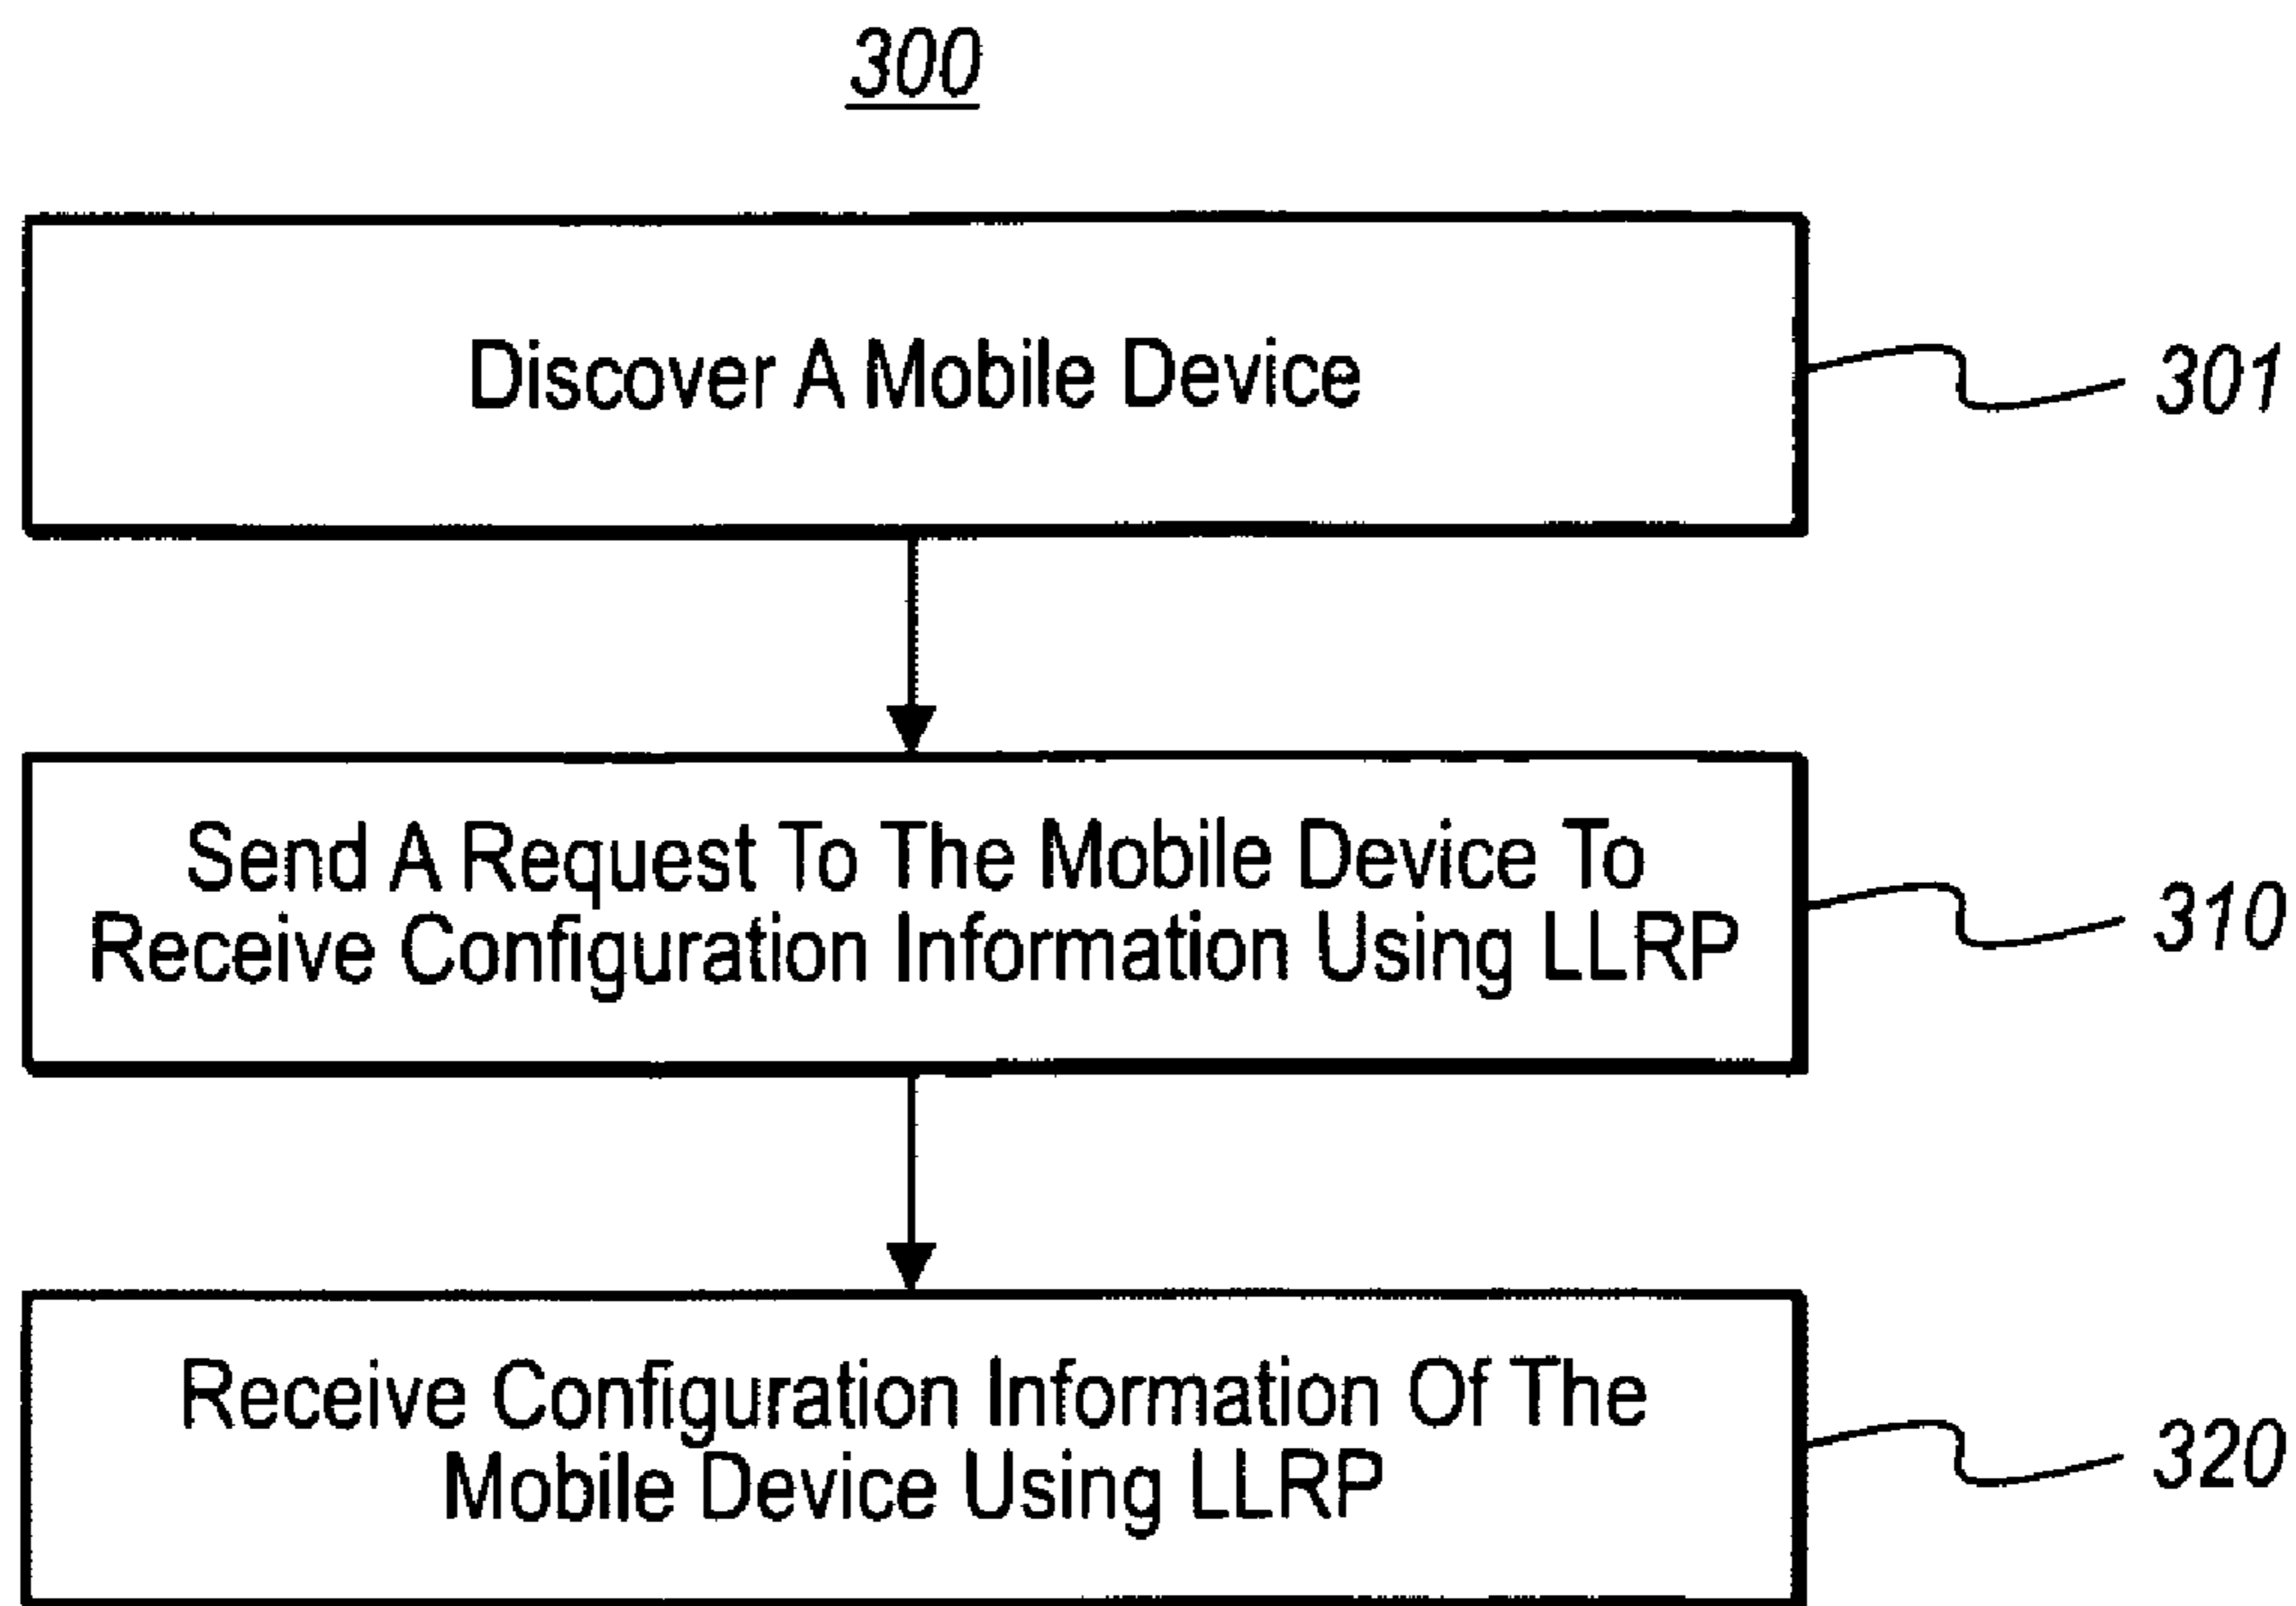 300
Discover A Mobile Device
301
Send A Request To The Mobile Device To
Receive Configuration Information Using LLRP
310
Receive Configuration Information Of The
Mobile Device Using LLRP
320